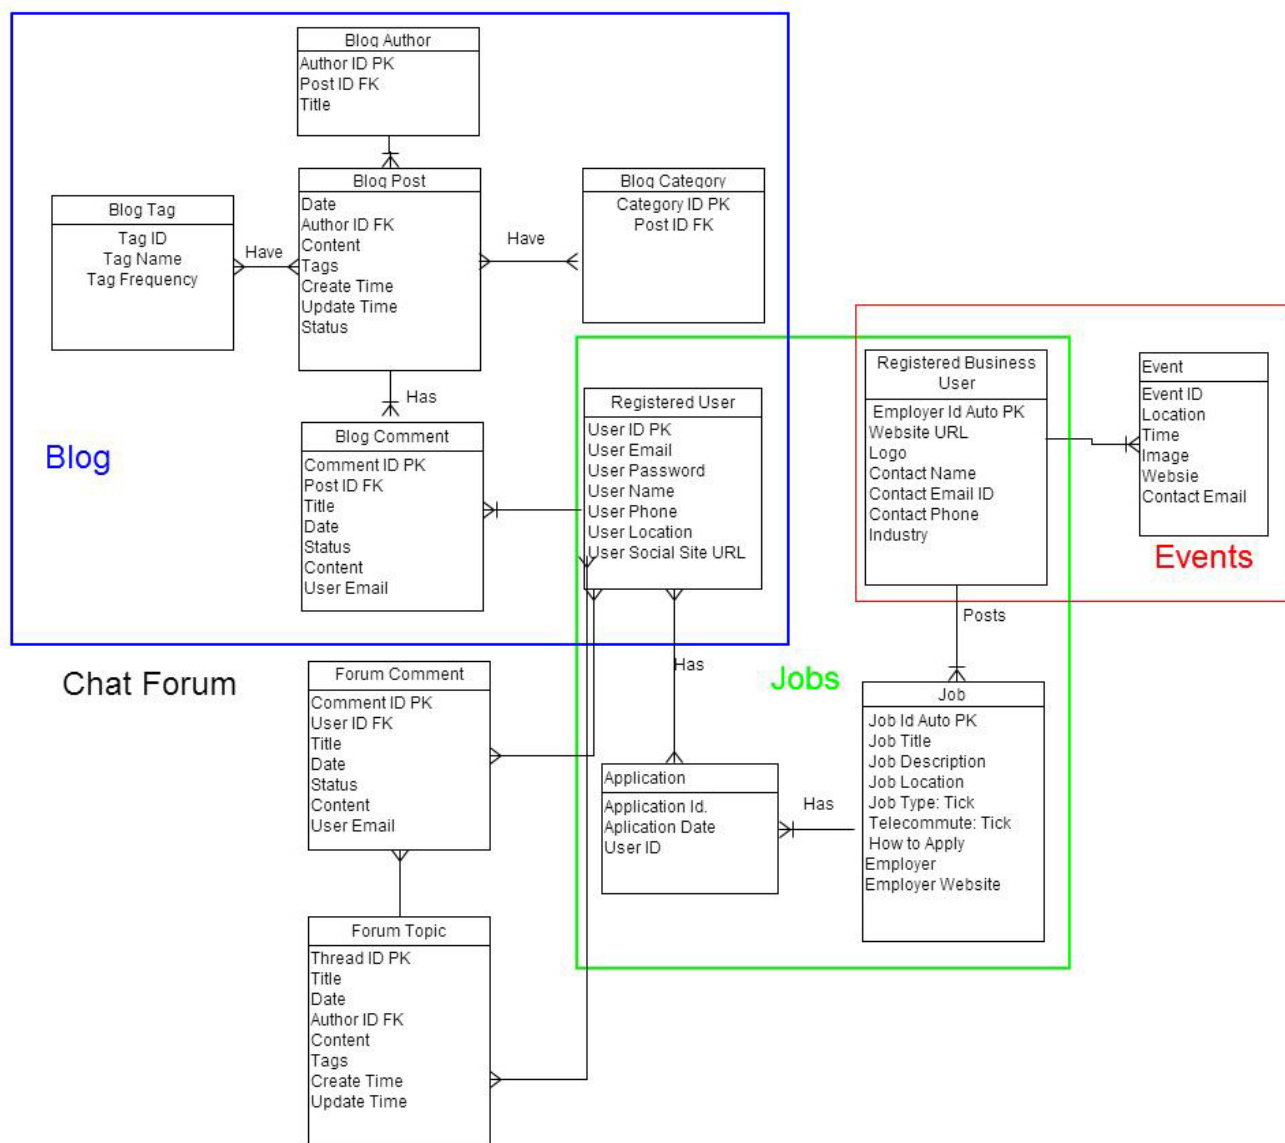 Blog Author
Author ID PK
Post ID FK
Title
Blog Post
Date
Author ID FK
Content
Tags
Create Time
Update Time
Status
Blog Category
Category ID PK
Post ID FK
Blog Tag
Tag ID
Tag Name
Tag Frequency
Have
Have
Has
Blog Comment
Comment ID PK
Post ID FK
Title
Date
Status
Content
User Email
Blog
Registered User
User ID PK
User Email
User Password
User Name
User Phone
User Location
User Social Site URL
Registered Business
User
Employer Id Auto PK
Website URL
Logo
Contact Name
Contact Email ID
Contact Phone
Industry
Event
Event ID
Location
Time
Image
Websie
Contact Email
Events
Posts
Has
Jobs
Chat Forum
Forum Comment
Comment ID PK
User ID FK
Title
Date
Status
Content
User Email
Job
Job Id Auto PK
Job Title
Job Description
Job Location
Job Type: Tick
Telecommute: Tick
How to Apply
Employer
Employer Website
Application
Application Id.
Aplication Date
User ID
Has
Forum Topic
Thread ID PK
Title
Date
Author ID FK
Content
Tags
Create Time
Update Time